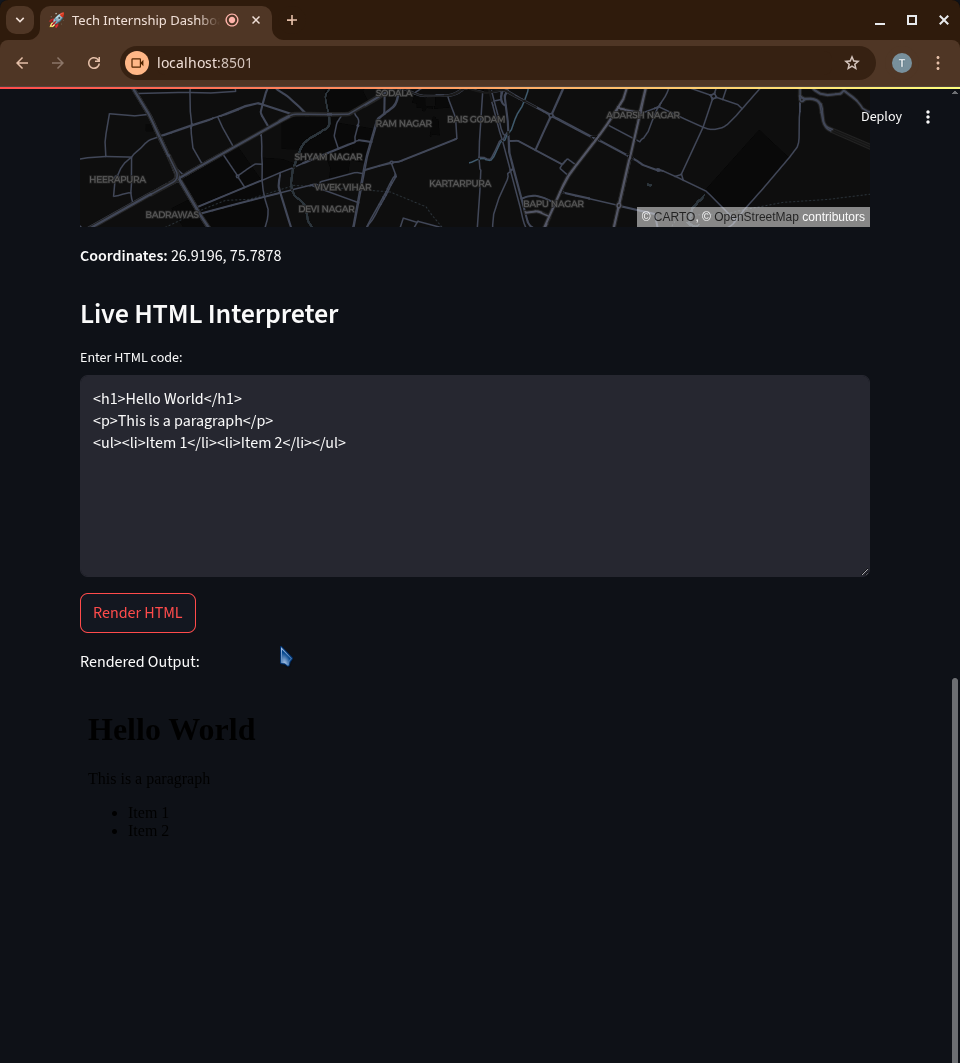 Tech Internship Dashbo
localhost:8501
T
Deploy
SODALA
RAM NAGAR
BAIS GODAM
ADARSH NAGAR
SHYAM NAGAR
HEERAPURA
VIVEK VIHAR
KARTARPURA
DEVI NAGAR
BAPU NAGAR
BADRAWAS
© CARTO, © OpenStreetMap contributors
Coordinates: 26.9196, 75.7878
Live HTML Interpreter
Enter HTML code:
<h1>Hello World</h1>
<p>This is a paragraph</p>
<ul><li>Item 1</li><li>Item 2</li></ul>
Render HTML
Rendered Output:
Hello World
This is a paragraph
• Item 1
• Item 2